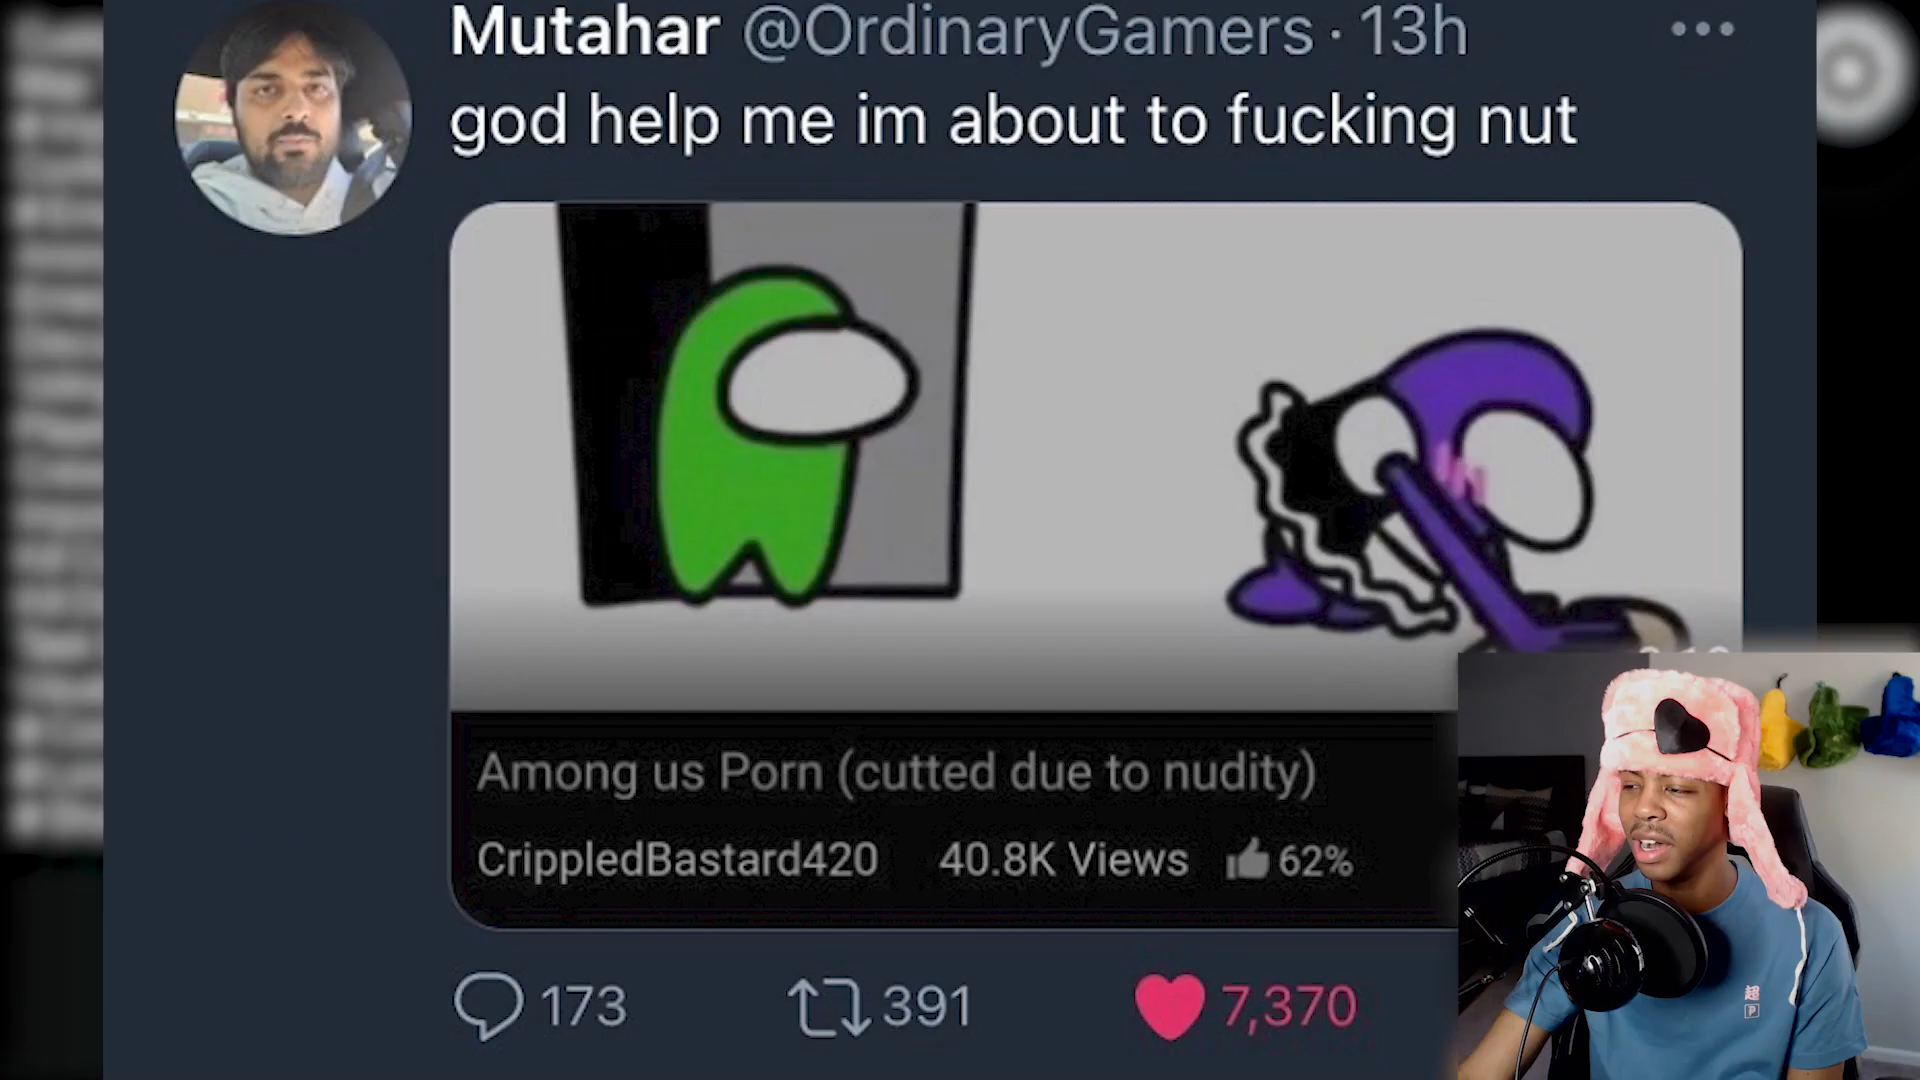 Mutahar @OrdinaryGamers · 13h
god help me im about to fucking nut
Among us Porn (cutted due to nudity)
CrippledBastard420 40.8K Views 62%
173 391 7,370
超
P